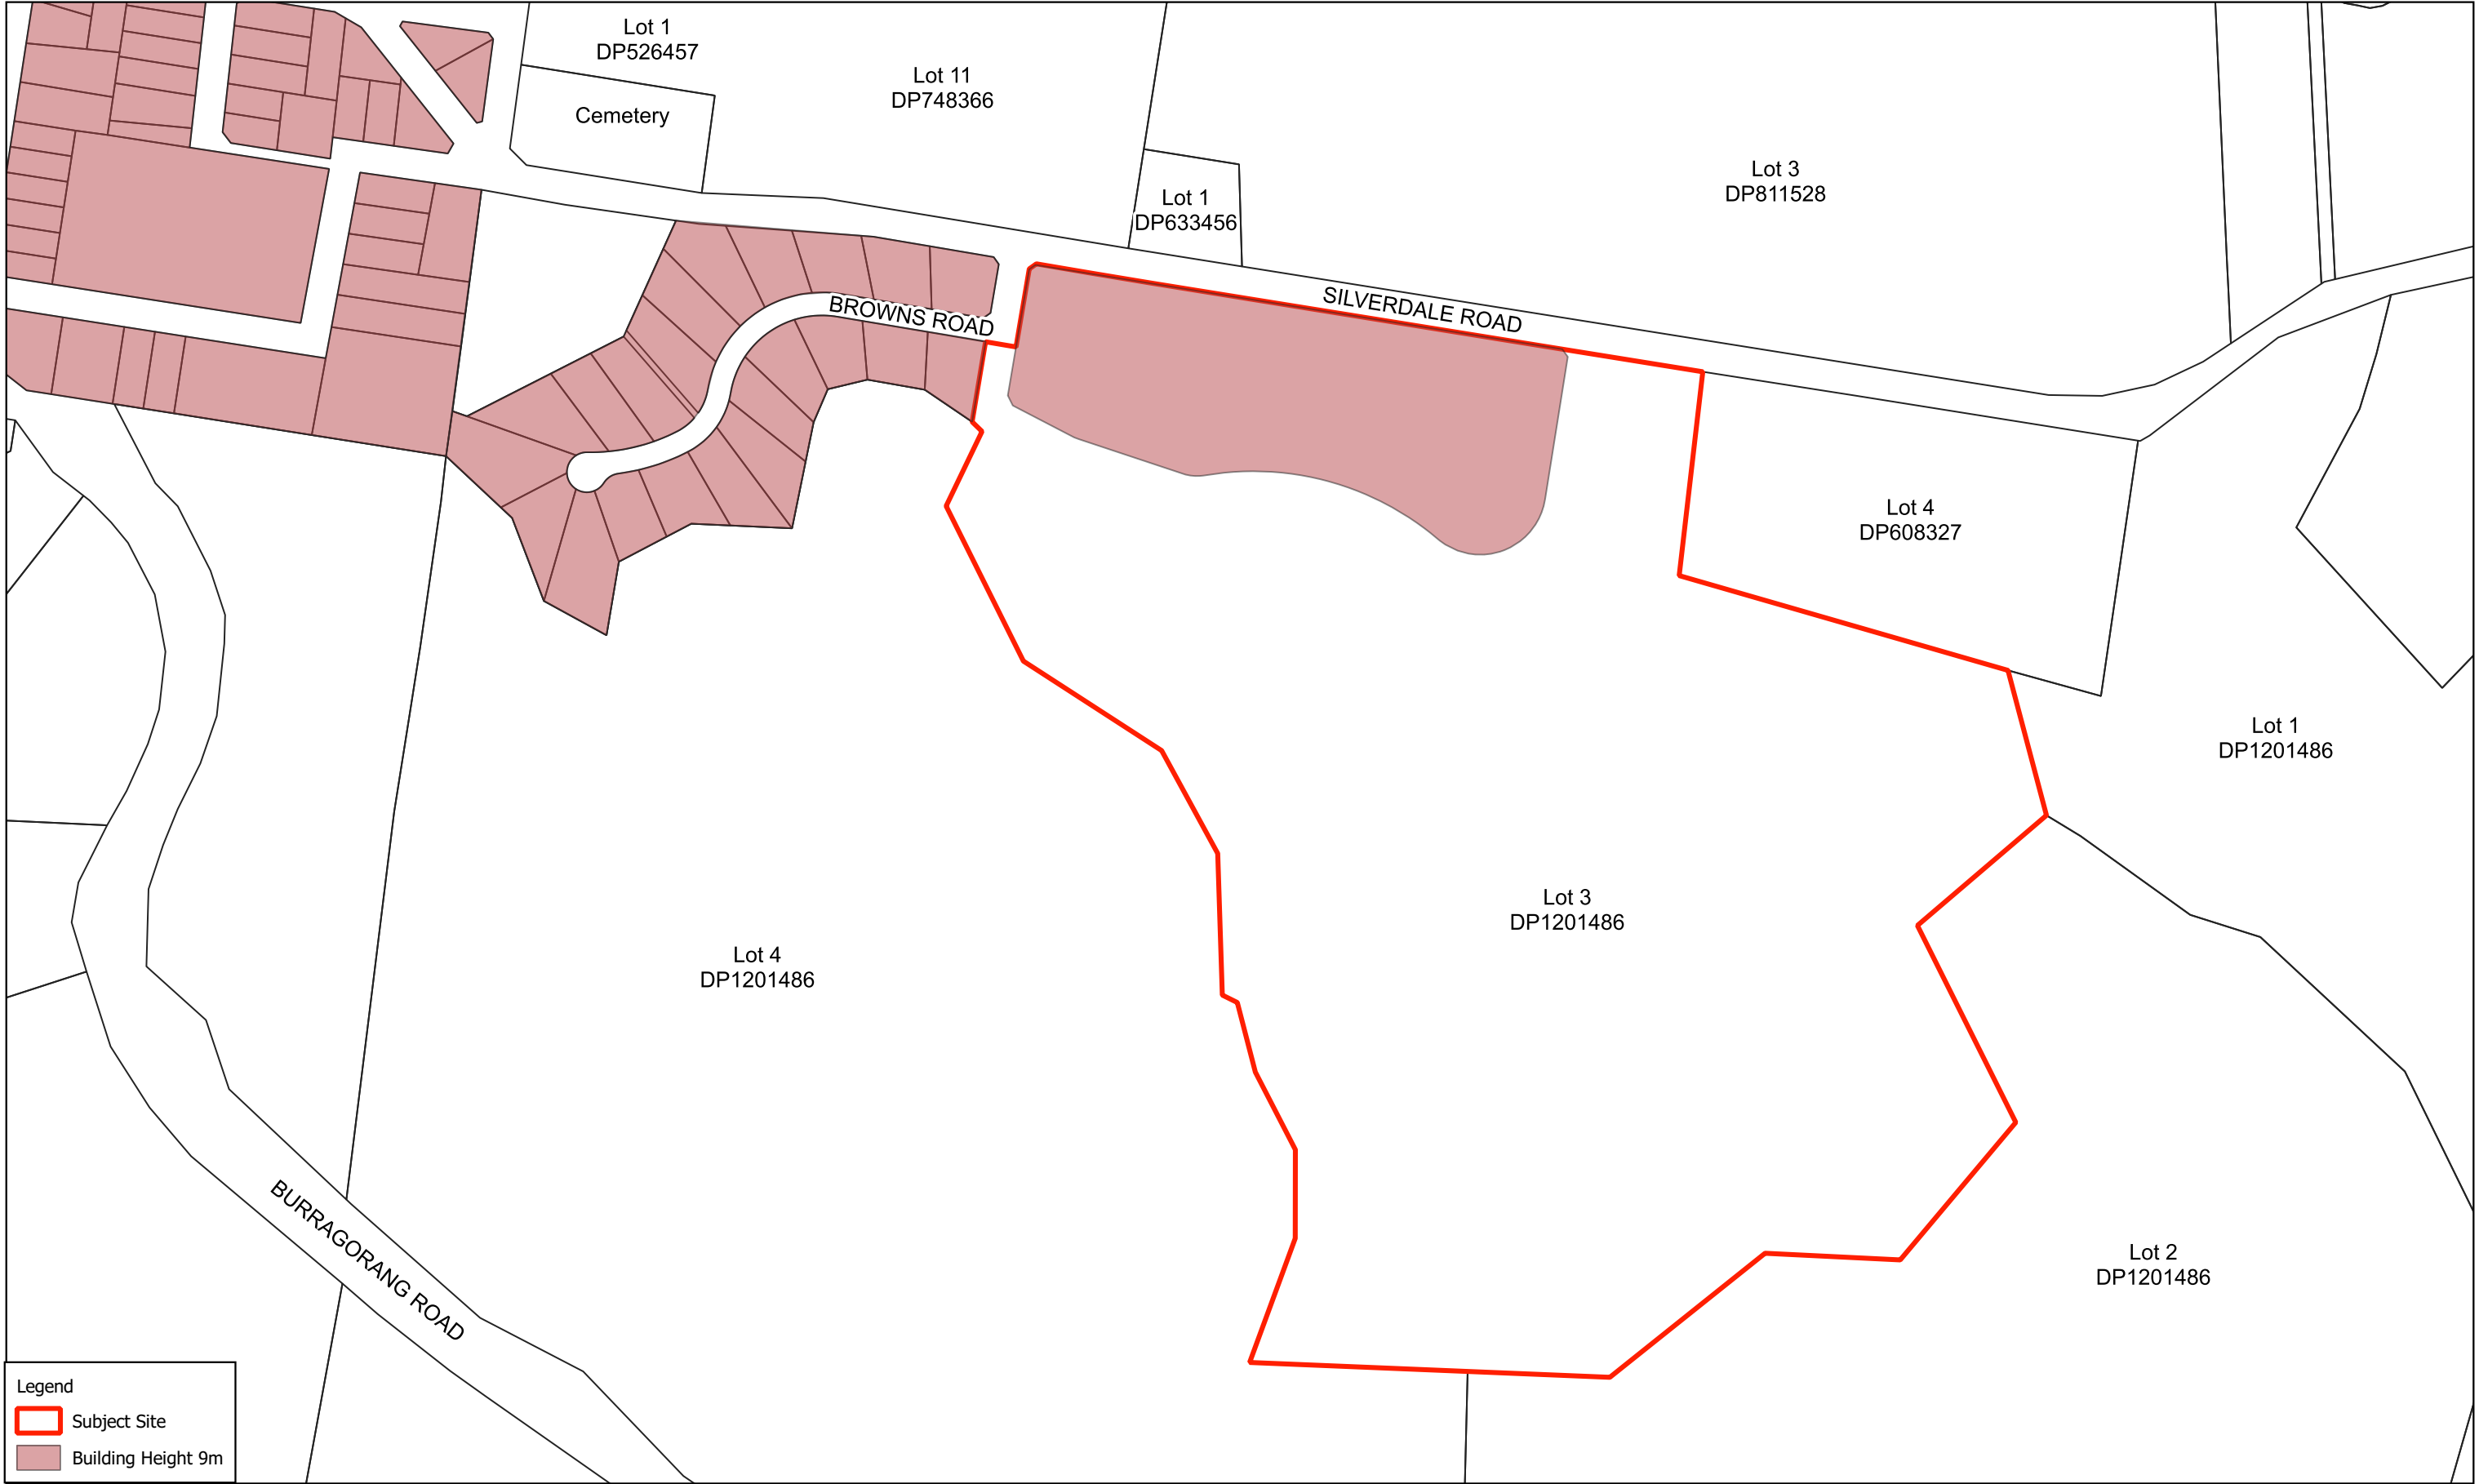 Lot 1
DP526457
Cemetery
Lot 11
DP748366
Lot 3
DP811528
Lot 1
DP633456
BROWNS ROAD
SILVERDALE ROAD
Lot 4
DP608327
Lot 1
DP1201486
Lot 3
DP1201486
Lot 4
DP1201486
Lot 2
DP1201486
BURRAGORANG ROAD
Legend
Subject Site
Building Height 9m